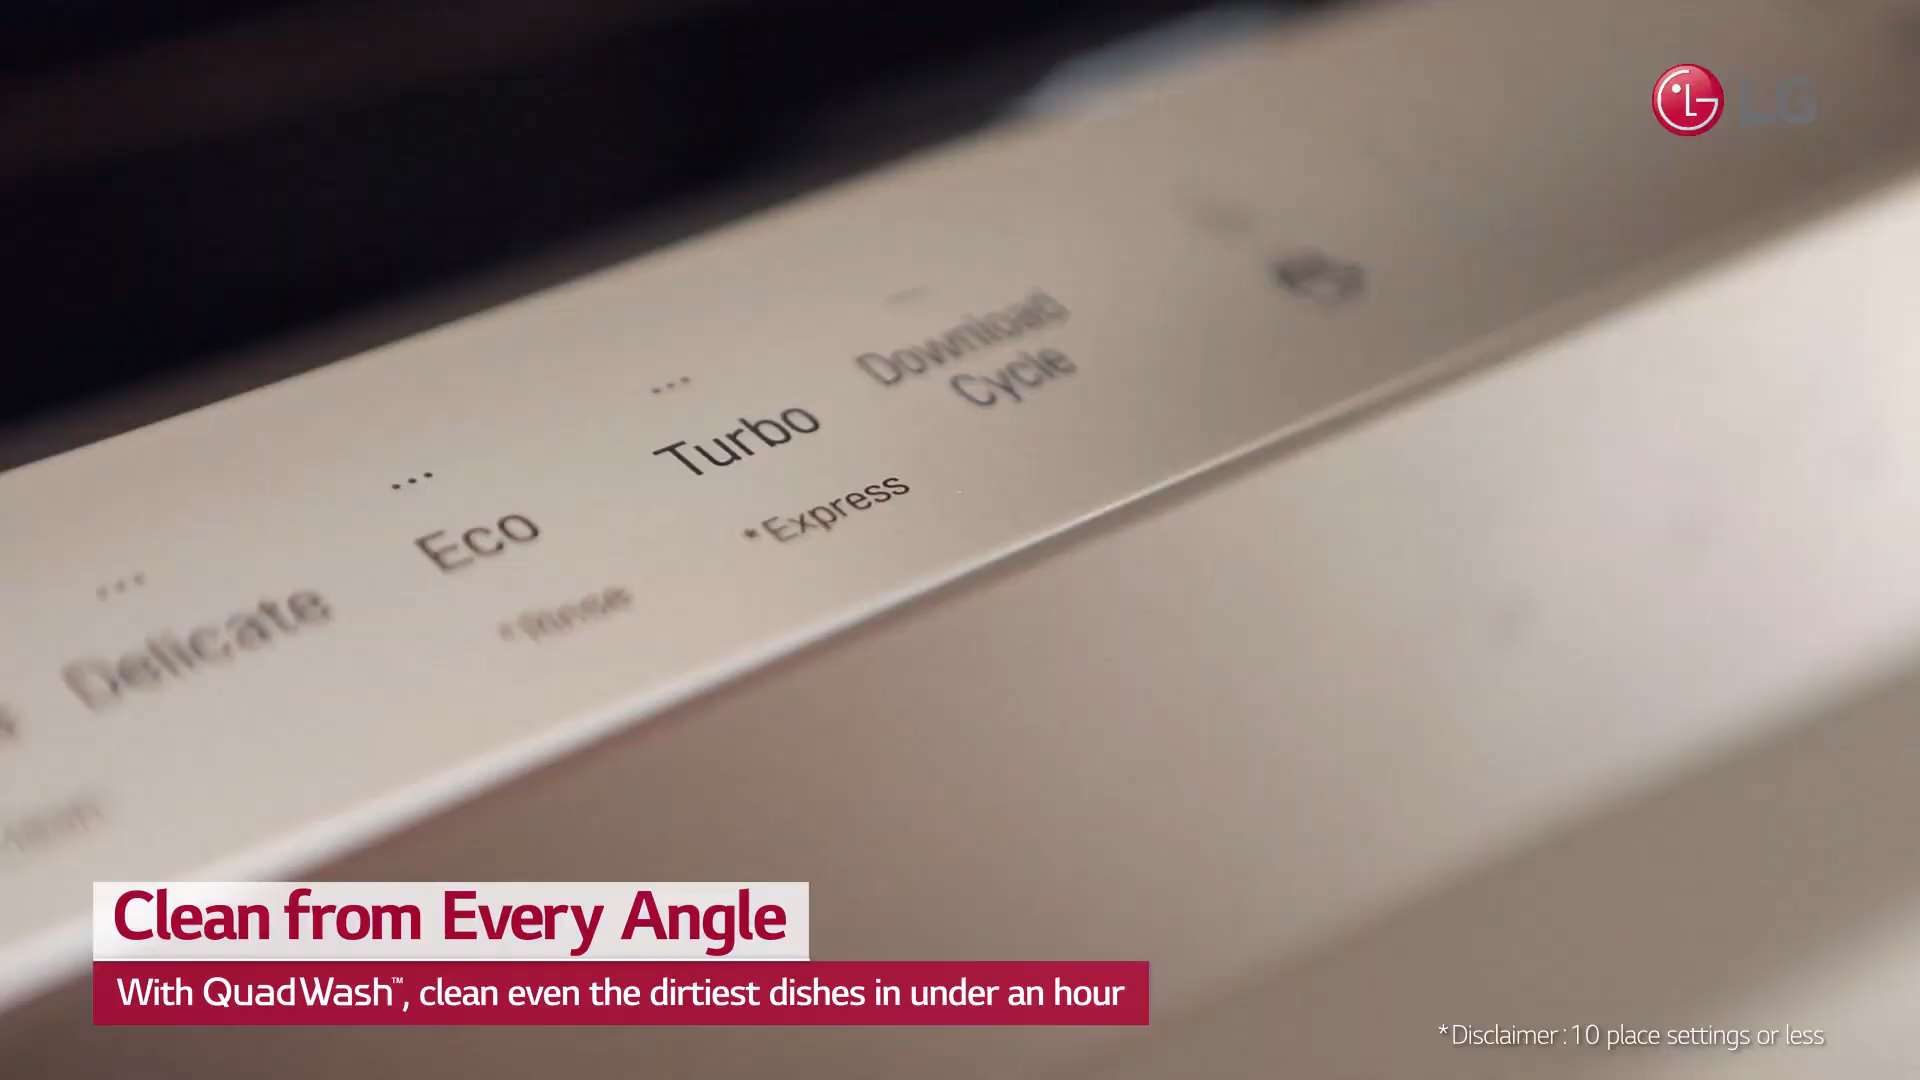 LG
Download
Cycle
Turbo
*Express
Eco
*Rinse
Delicate
Clean from Every Angle
With QuadWash™, clean even the dirtiest dishes in under an hour
*Disclaimer : 10 place settings or less